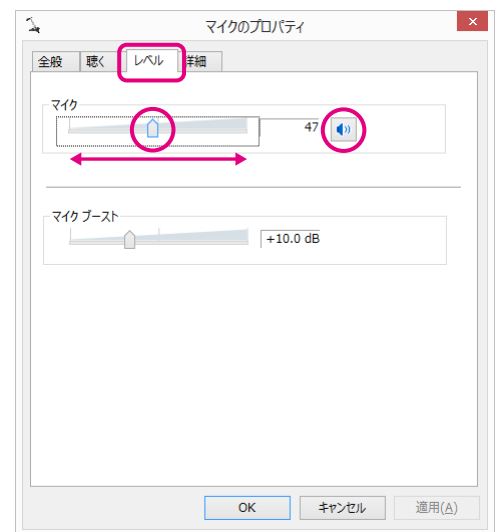 マイクのプロパティ
全般 聴く レベル 詳細
マイク
47
マイク ブースト
+10.0 dB
OK キャンセル 適用(A)